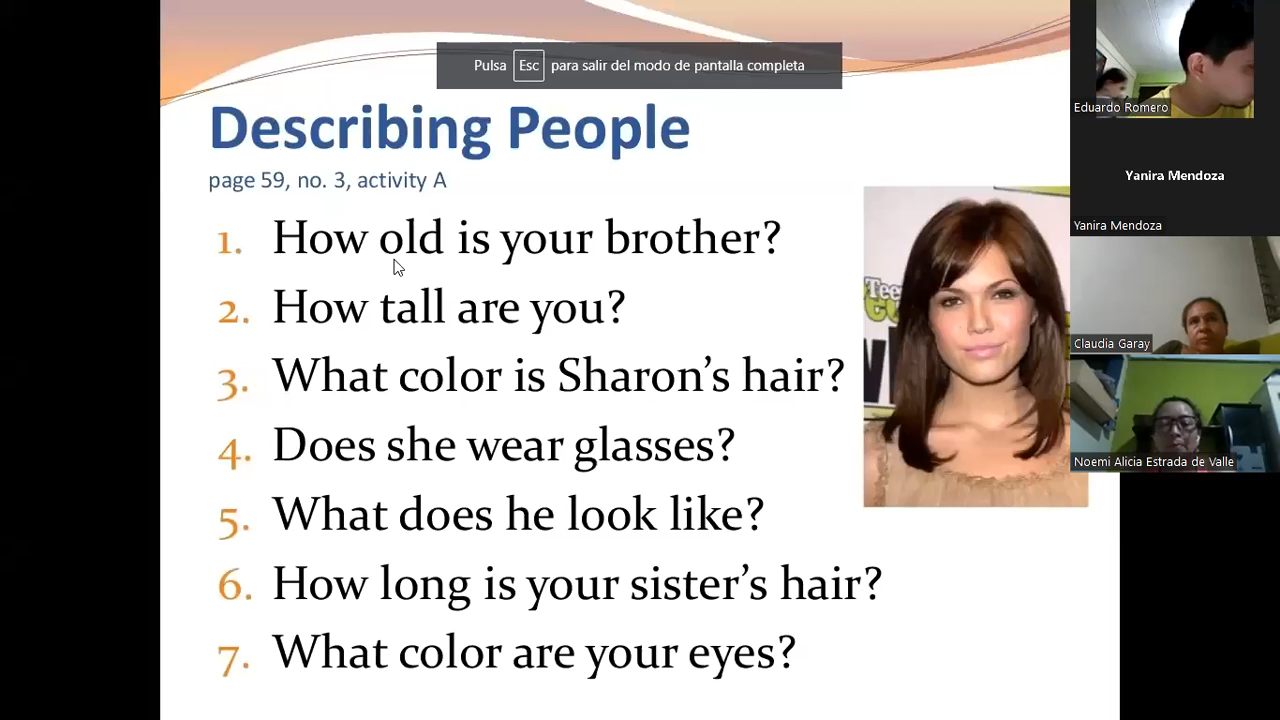 Pulsa Esc para salir del modo de pantalla completa
Describing People
page 59, no. 3, activity A
1. How old is your brother?
2. How tall are you?
3. What color is Sharon’s hair?
4. Does she wear glasses?
5. What does he look like?
6. How long is your sister’s hair?
7. What color are your eyes?
Teen
Eduardo Romero
Yanira Mendoza
Yanira Mendoza
Claudia Garay
Noemi Alicia Estrada de Valle